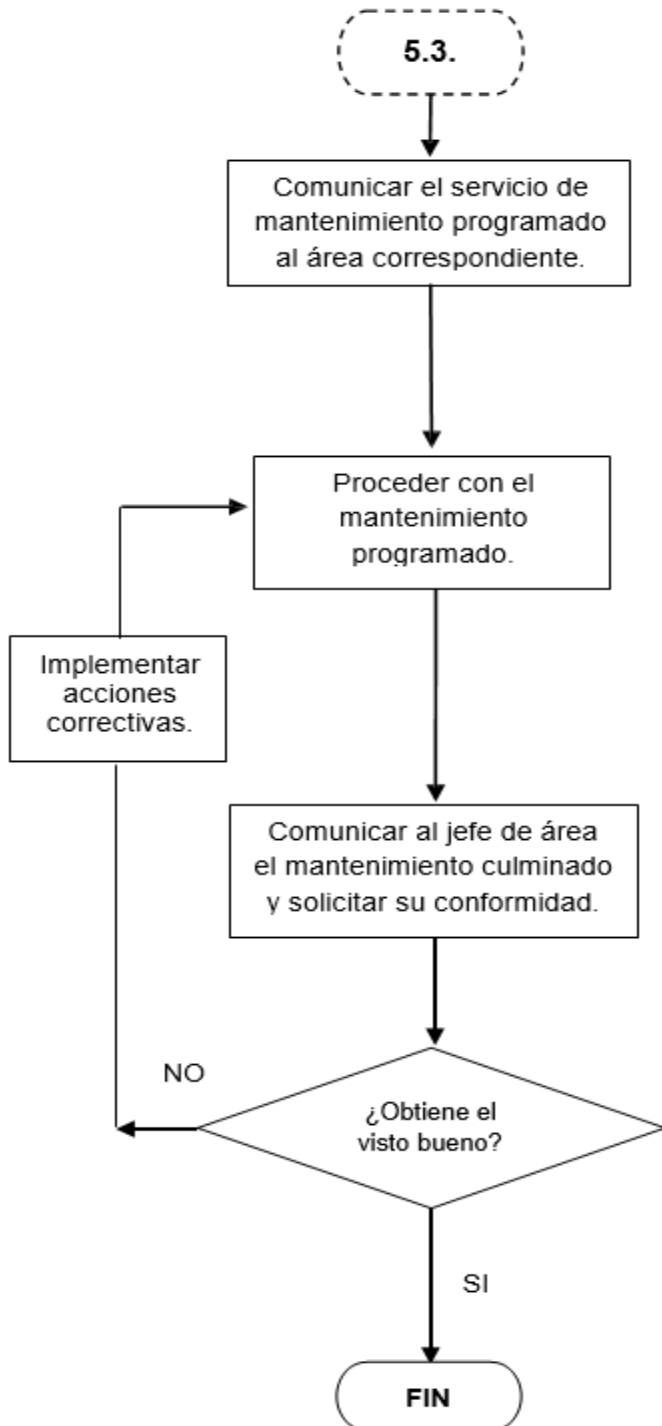 5.3.
Comunicar el servicio de
mantenimiento programado
al área correspondiente.
Proceder con el
mantenimiento
programado.
Implementar
acciones
correctivas.
Comunicar al jefe de área
el mantenimiento culminado
y solicitar su conformidad.
NO
¿Obtiene el
visto bueno?
SI
FIN